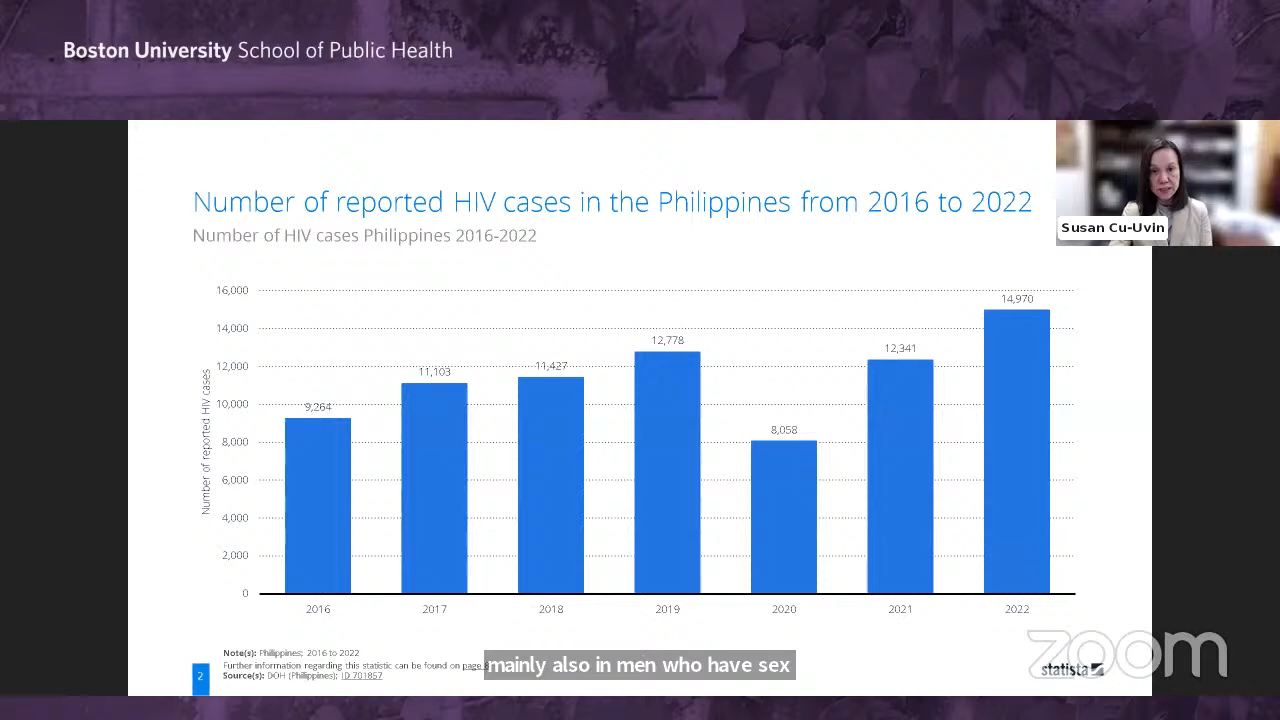 Boston University School of Public Health
Number of reported HIV cases in the Philippines from 2016 to 2022
Number of HIV cases Philippines 2016-2022
Susan Cu-Uvin
Number of reported HIV cases
16,000
14,000
12,000
10,000
8,000
6,000
4,000
2,000
0
9,264
11,103
11,427
12,778
8,058
12,341
14,970
2016 2017 2018 2019 2020 2021 2022
Note(s): Philippines; 2016 to 2022
Further information regarding this statistic can be found on page
Source(s): DOH (Philippines); ID 701857
2
mainly also in men who have sex
statista
zoom